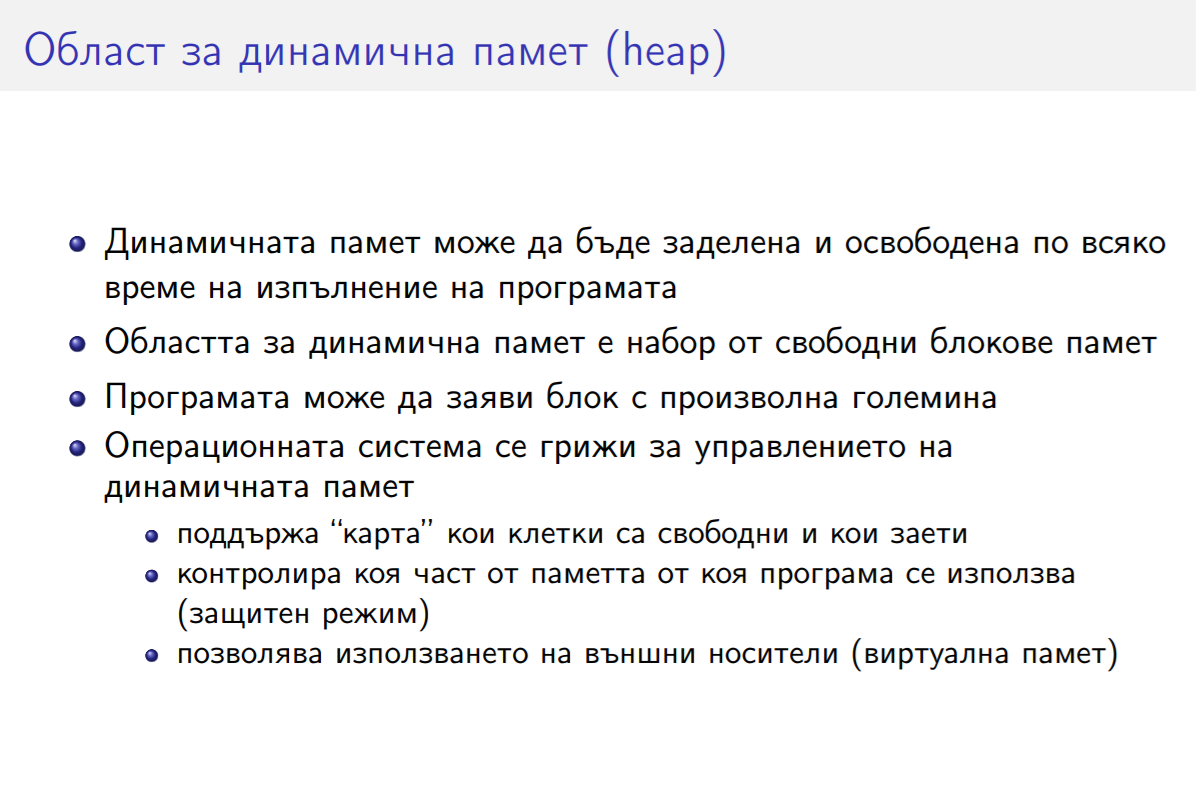 Област за динамична памет (heap)
Динамичната памет може да бъде заделена и освободена по всяко
време на изпълнение на програмата
Областта за динамична памет е набор от свободни блокове памет
Програмата може да заяви блок с произволна големина
Операционната система се грижи за управлението на
динамичната памет
поддържа “карта” кои клетки са свободни и кои заети
контролира коя част от паметта от коя програма се използва
(защитен режим)
позволява използването на външни носители (виртуална памет)